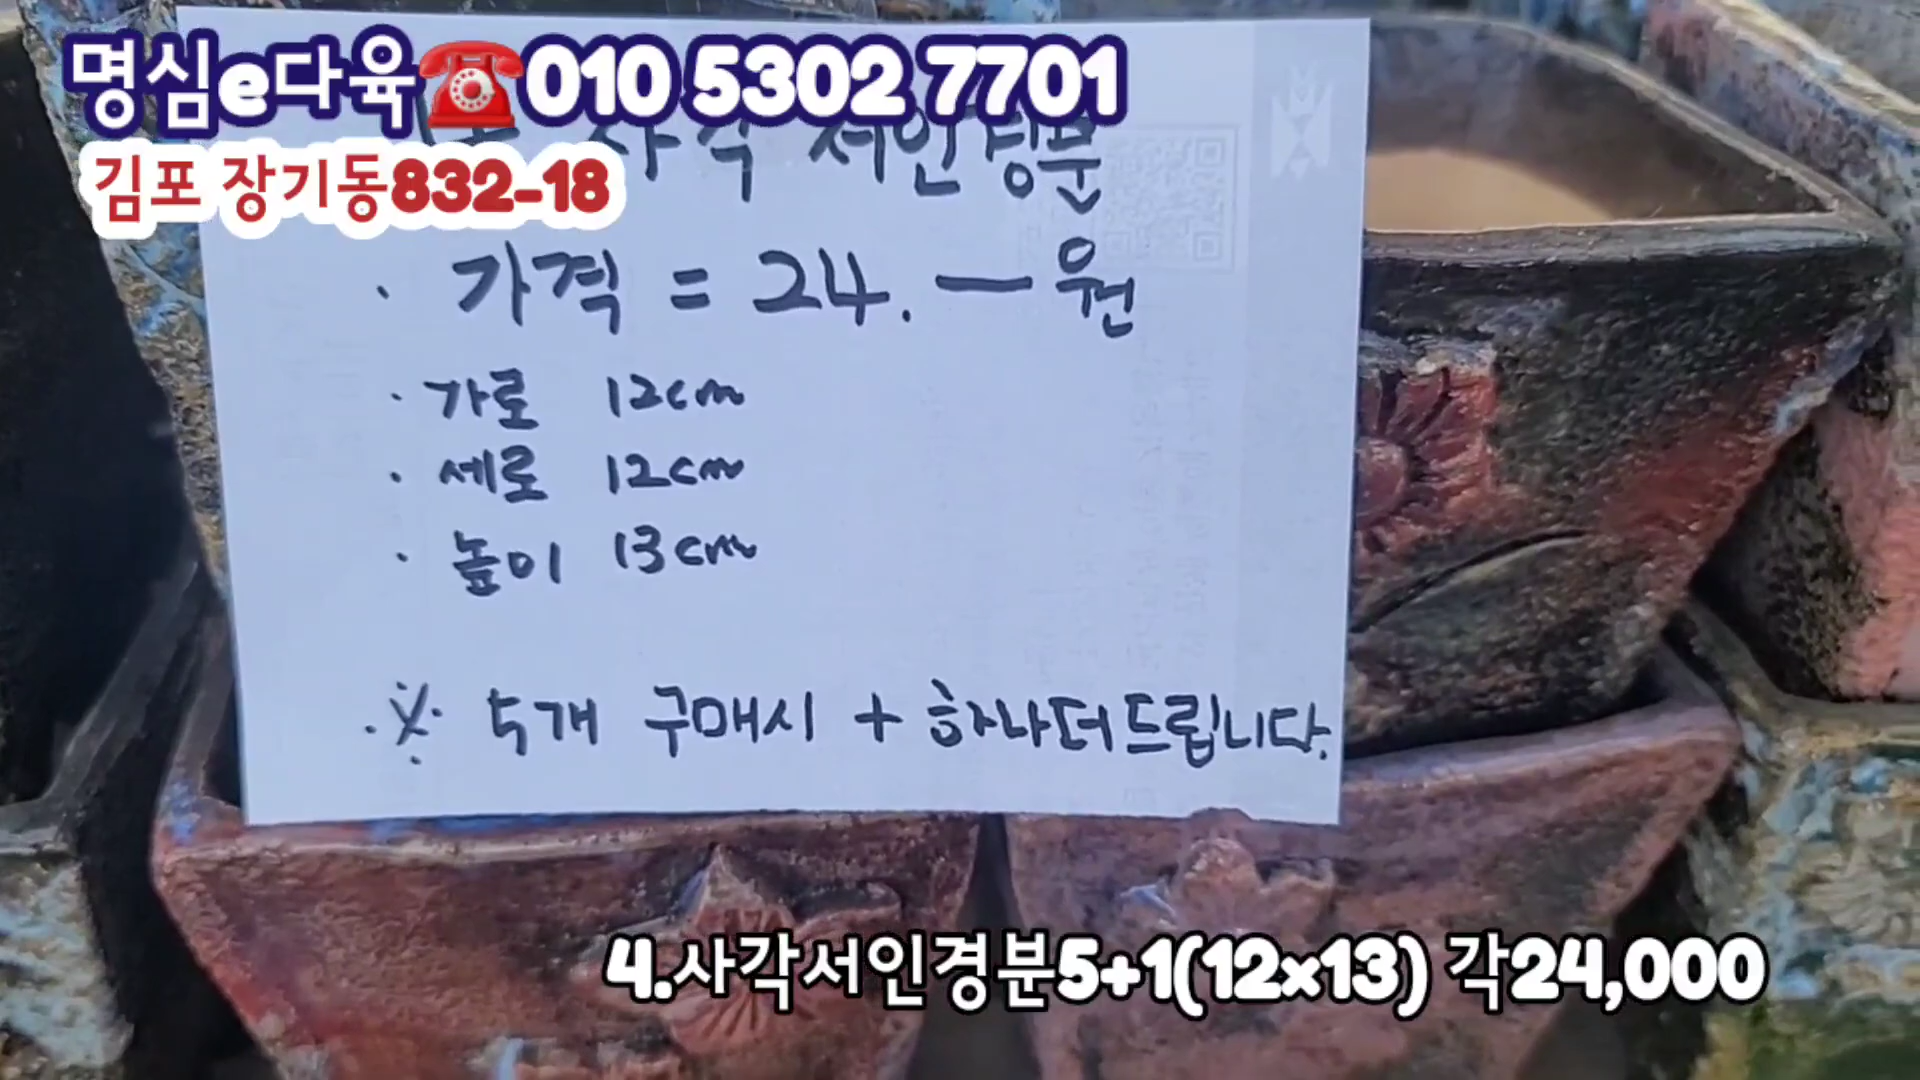 명심e다육☎010 5302 7701
김포 장기동832-18
사각 서인경분
· 가격 = 24.—원
· 가로 12cm
· 세로 12cm
· 높이 13cm
※ 5개 구매시 + 하나더드립니다.
4.사각서인경분5+1(12×13) 각24,000